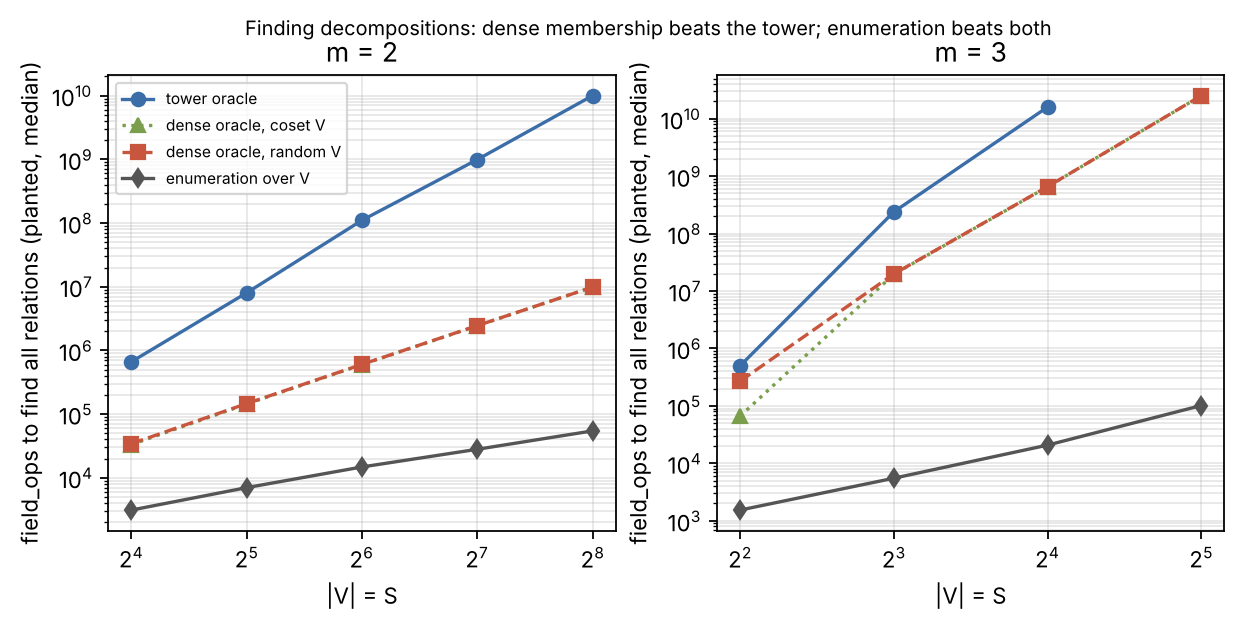 Finding decompositions: dense membership beats the tower; enumeration beats both
m = 2
field_ops to find all relations (planted, median)
10^10
10^9
10^8
10^7
10^6
10^5
10^4
tower oracle
dense oracle, coset V
dense oracle, random V
enumeration over V
2^4
2^5
2^6
2^7
2^8
|V| = S
m = 3
field_ops to find all relations (planted, median)
10^10
10^9
10^8
10^7
10^6
10^5
10^4
10^3
2^2
2^3
2^4
2^5
|V| = S